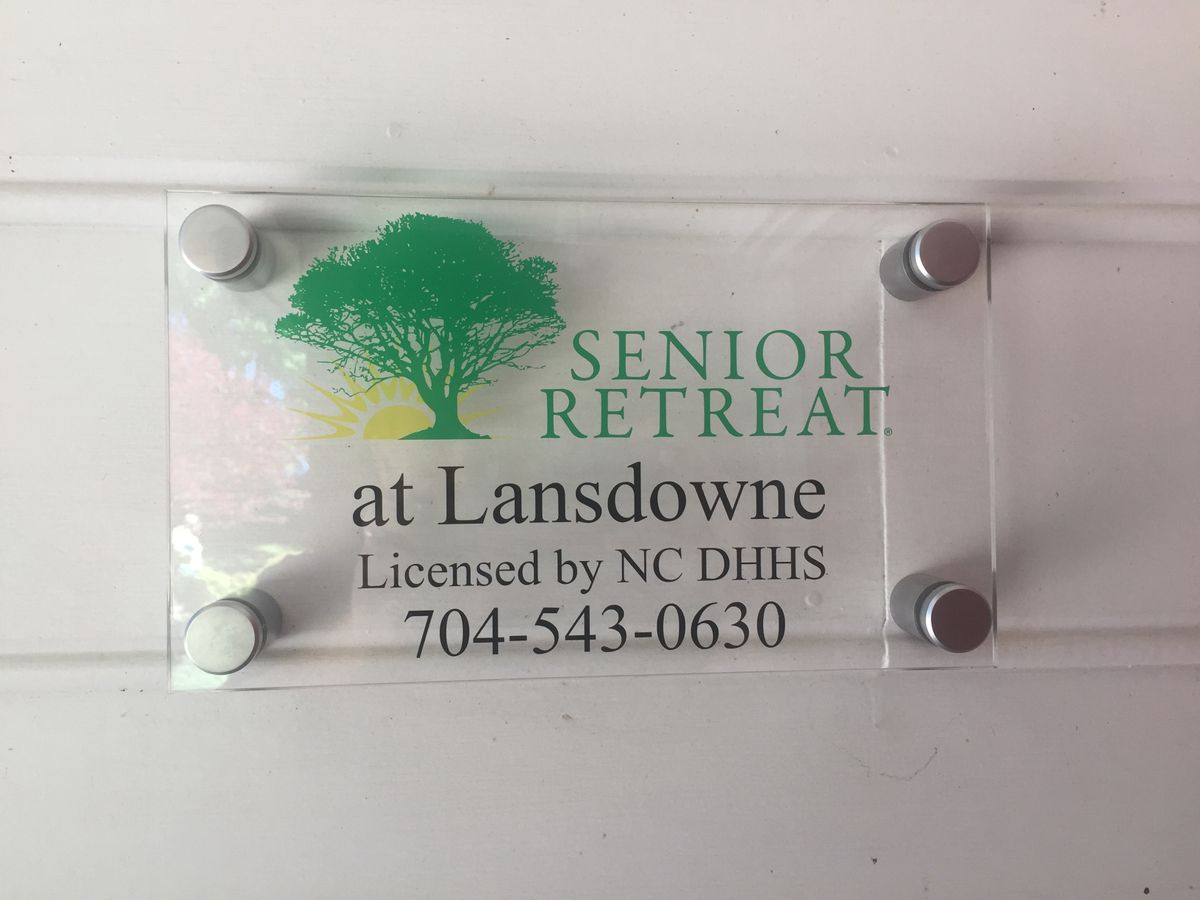 SENIOR
RETREAT®
at Lansdowne
Licensed by NC DHHS
704-543-0630